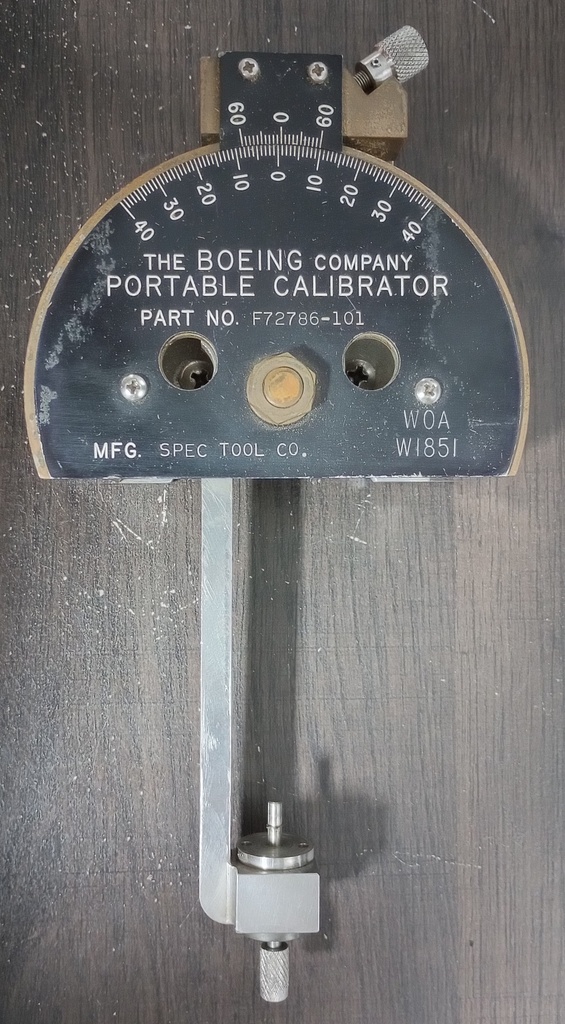 60 0 60
40 30 20 10 0 10 20 30 40
THE BOEING COMPANY
PORTABLE CALIBRATOR
PART NO. F72786-101
WOA
W1851
MFG. SPEC TOOL CO.